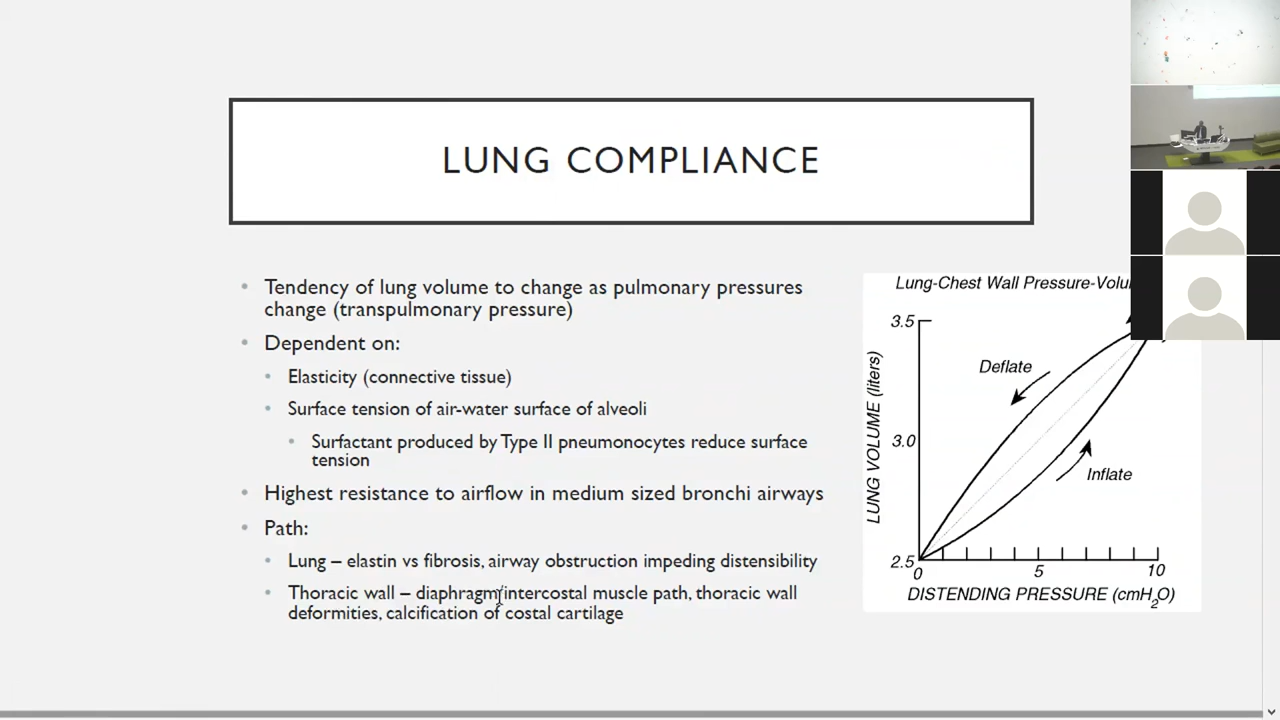 LUNG COMPLIANCE
Tendency of lung volume to change as pulmonary pressures
change (transpulmonary pressure)
Dependent on:
Elasticity (connective tissue)
Surface tension of air-water surface of alveoli
Surfactant produced by Type II pneumonocytes reduce surface
tension
Highest resistance to airflow in medium sized bronchi airways
Path:
Lung – elastin vs fibrosis, airway obstruction impeding distensibility
Thoracic wall – diaphragm/intercostal muscle path, thoracic wall
deformities, calcification of costal cartilage
Lung-Chest Wall Pressure-Volu
3.5
Deflate
3.0
Inflate
2.5
0
5
10
LUNG VOLUME (liters)
DISTENDING PRESSURE (cmH2O)